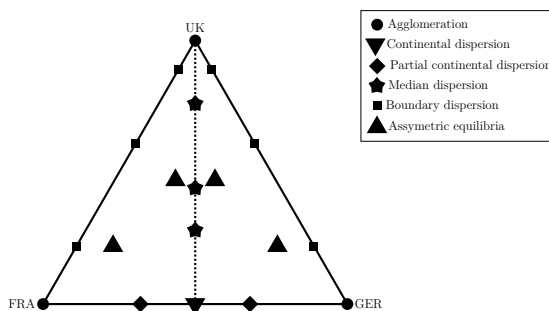 UK
FRA
GER
Agglomeration
Continental dispersion
Partial continental dispersion
Median dispersion
Boundary dispersion
Assymetric equilibria